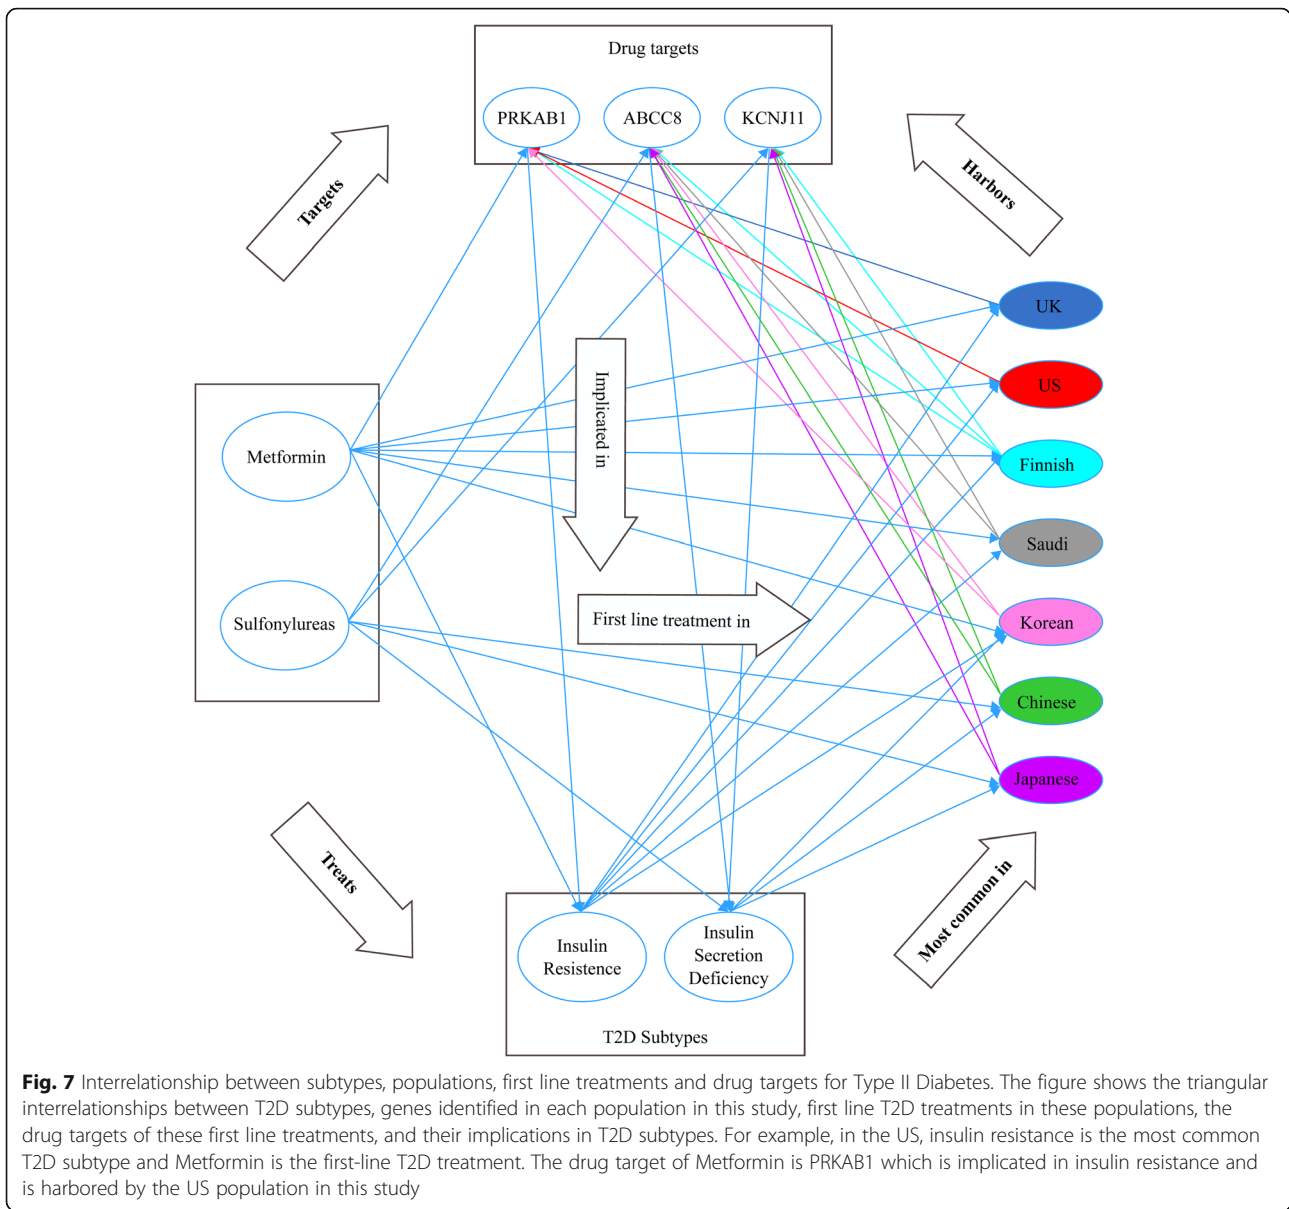 Drug targets
PRKAB1
ABCC8
KCNJ11
Targets
Harbors
UK
US
Finnish
Saudi
Korean
Chinese
Japanese
Implicated in
Metformin
First line treatment in
Sulfonylureas
Treats
Most common in
Insulin
Resistence
Insulin
Secretion
Deficiency
T2D Subtypes
Fig. 7 Interrelationship between subtypes, populations, first line treatments and drug targets for Type II Diabetes. The figure shows the triangular
interrelationships between T2D subtypes, genes identified in each population in this study, first line T2D treatments in these populations, the
drug targets of these first line treatments, and their implications in T2D subtypes. For example, in the US, insulin resistance is the most common
T2D subtype and Metformin is the first-line T2D treatment. The drug target of Metformin is PRKAB1 which is implicated in insulin resistance and
is harbored by the US population in this study